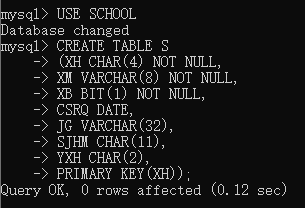 mysql> USE SCHOOL
Database changed
mysql> CREATE TABLE S
    -> (XH CHAR(4) NOT NULL,
    -> XM VARCHAR(8) NOT NULL,
    -> XB BIT(1) NOT NULL,
    -> CSRQ DATE,
    -> JG VARCHAR(32),
    -> SJHM CHAR(11),
    -> YXH CHAR(2),
    -> PRIMARY KEY(XH));
Query OK, 0 rows affected (0.12 sec)